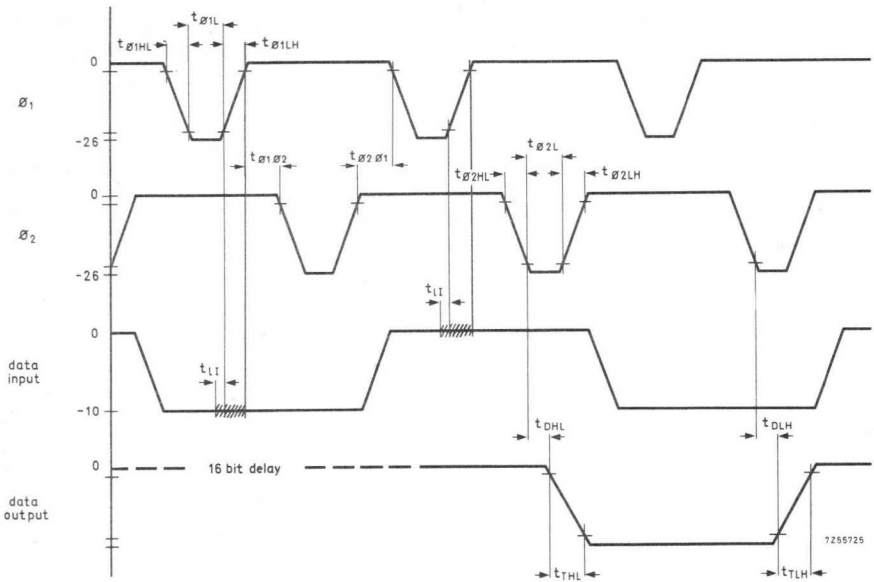 tØ1L
tØ1HL
tØ1LH
0
Ø1
-26
tØ1Ø2
tØ2Ø1
tØ2L
tØ2HL
tØ2LH
0
Ø2
-26
tLI
0
data
input
tLI
-10
tDHL
tDLH
0
16 bit delay
data
output
7Z55725
tTHL
tTLH